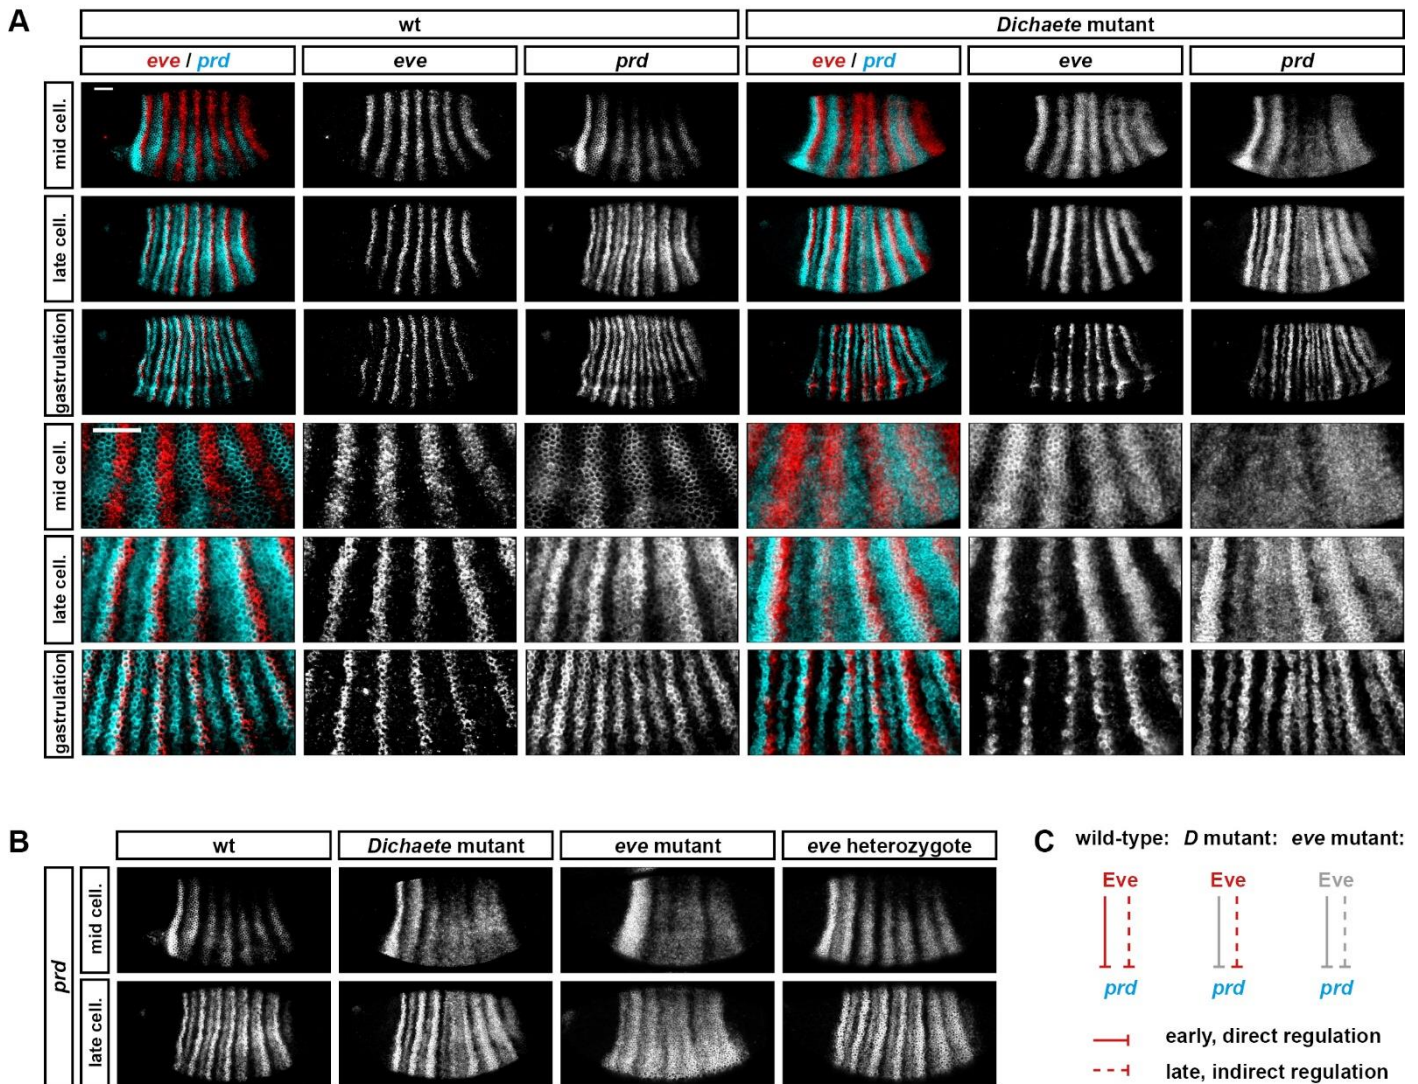 A
wt
Dichaete mutant
eve / prd
eve
prd
eve / prd
eve
prd
mid cell.
late cell.
gastrulation
mid cell.
late cell.
gastrulation
B
wt
Dichaete mutant
eve mutant
eve heterozygote
prd
mid cell.
late cell.
C
wild-type: D mutant: eve mutant:
Eve Eve Eve
prd prd prd
early, direct regulation
late, indirect regulation